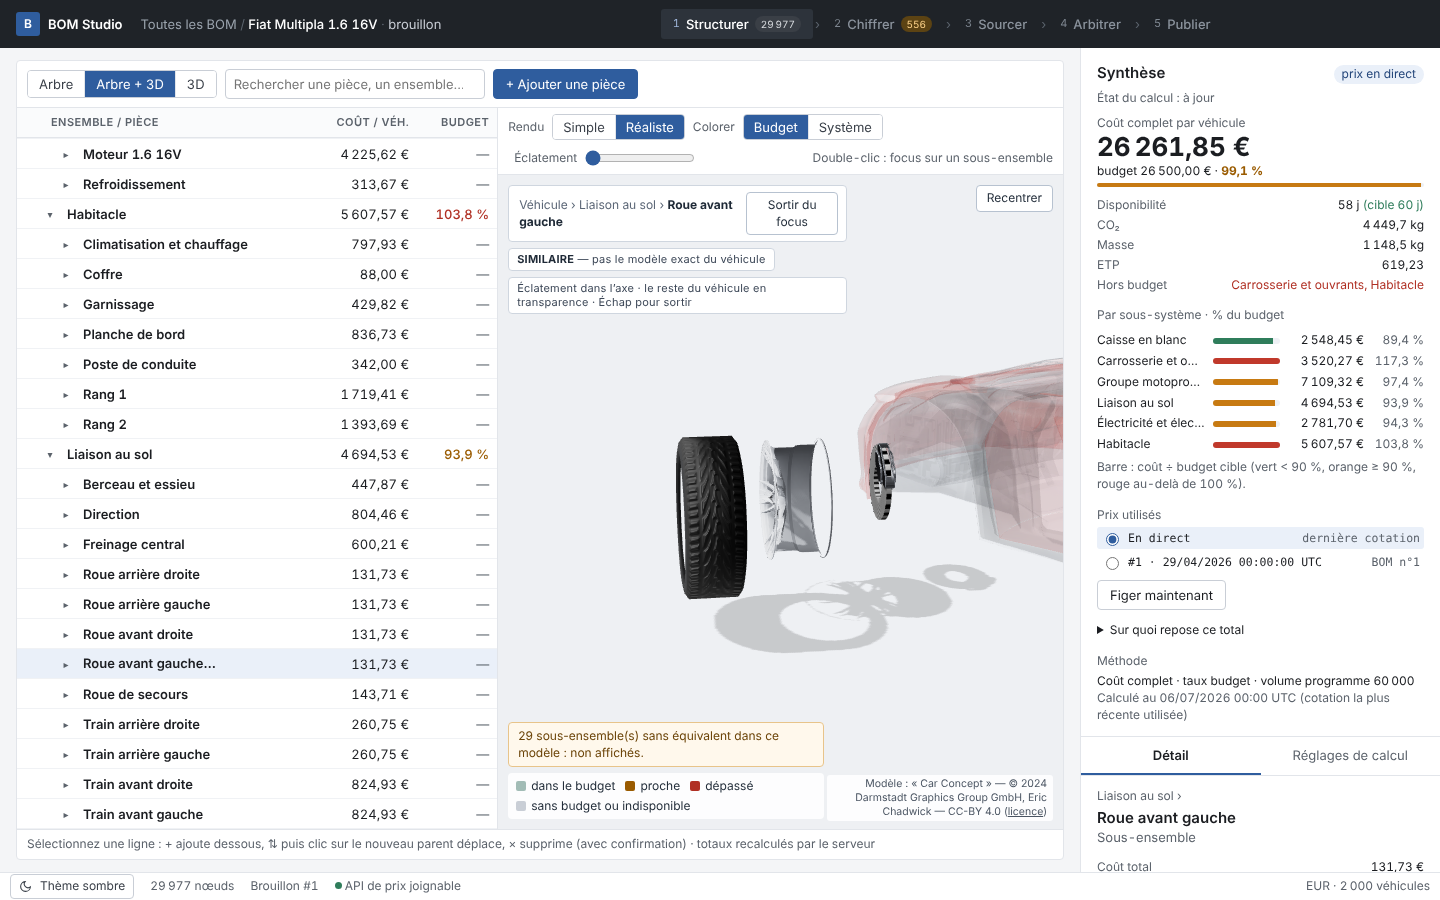 B BOM Studio Toutes les BOM / Fiat Multipla 1.6 16V · brouillon 1 Structurer 29 977 › 2 Chiffrer 556 › 3 Sourcer › 4 Arbitrer › 5 Publier
Arbre Arbre + 3D 3D Rechercher une pièce, un ensemble... + Ajouter une pièce
ENSEMBLE / PIÈCE COÛT / VÉH. BUDGET
▸ Moteur 1.6 16V 4 225,62 € —
▸ Refroidissement 313,67 € —
▾ Habitacle 5 607,57 € 103,8 %
▸ Climatisation et chauffage 797,93 € —
▸ Coffre 88,00 € —
▸ Garnissage 429,82 € —
▸ Planche de bord 836,73 € —
▸ Poste de conduite 342,00 € —
▸ Rang 1 1 719,41 € —
▸ Rang 2 1 393,69 € —
▾ Liaison au sol 4 694,53 € 93,9 %
▸ Berceau et essieu 447,87 € —
▸ Direction 804,46 € —
▸ Freinage central 600,21 € —
▸ Roue arrière droite 131,73 € —
▸ Roue arrière gauche 131,73 € —
▸ Roue avant droite 131,73 € —
▸ Roue avant gauche... 131,73 € —
▸ Roue de secours 143,71 € —
▸ Train arrière droite 260,75 € —
▸ Train arrière gauche 260,75 € —
▸ Train avant droite 824,93 € —
▸ Train avant gauche 824,93 € —
Sélectionnez une ligne : + ajoute dessous, ⇅ puis clic sur le nouveau parent déplace, × supprime (avec confirmation) · totaux recalculés par le serveur
Rendu Simple Réaliste Colorer Budget Système
Éclatement Double-clic : focus sur un sous-ensemble
Véhicule › Liaison au sol › Roue avant
gauche
Sortir du
focus
Recentrer
SIMILAIRE — pas le modèle exact du véhicule
Éclatement dans l'axe · le reste du véhicule en
transparence · Échap pour sortir
29 sous-ensemble(s) sans équivalent dans ce
modèle : non affichés.
dans le budget proche dépassé
sans budget ou indisponible
Modèle : « Car Concept » — © 2024
Darmstadt Graphics Group GmbH, Eric
Chadwick — CC-BY 4.0 (licence)
Synthèse prix en direct
État du calcul : à jour
Coût complet par véhicule
26 261,85 €
budget 26 500,00 € · 99,1 %
Disponibilité 58 j (cible 60 j)
CO₂ 4 449,7 kg
Masse 1 148,5 kg
ETP 619,23
Hors budget Carrosserie et ouvrants, Habitacle
Par sous-système · % du budget
Caisse en blanc 2 548,45 € 89,4 %
Carrosserie et o... 3 520,27 € 117,3 %
Groupe motopro... 7 109,32 € 97,4 %
Liaison au sol 4 694,53 € 93,9 %
Électricité et élec... 2 781,70 € 94,3 %
Habitacle 5 607,57 € 103,8 %
Barre : coût ÷ budget cible (vert < 90 %, orange ≥ 90 %,
rouge au-delà de 100 %).
Prix utilisés
En direct dernière cotation
#1 · 29/04/2026 00:00:00 UTC BOM n°1
Figer maintenant
▶ Sur quoi repose ce total
Méthode
Coût complet · taux budget · volume programme 60 000
Calculé au 06/07/2026 00:00 UTC (cotation la plus
récente utilisée)
Détail Réglages de calcul
Liaison au sol ›
Roue avant gauche
Sous-ensemble
Coût total 131,73 €
Thème sombre 29 977 nœuds Brouillon #1 API de prix joignable EUR · 2 000 véhicules